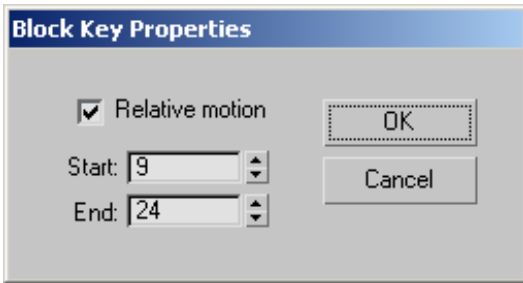 Block Key Properties
Relative motion
OK
Start: 9
Cancel
End: 24